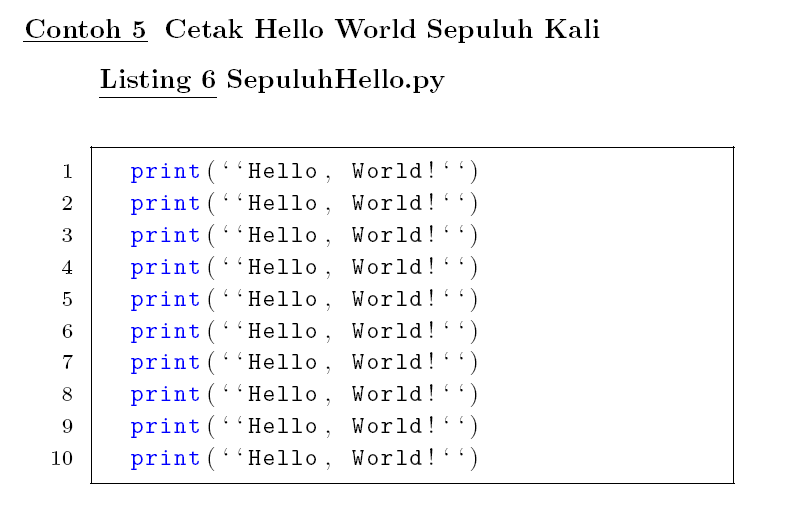 Contoh 5 Cetak Hello World Sepuluh Kali
Listing 6 SepuluhHello.py
1 print(‘‘Hello, World!‘‘)
2 print(‘‘Hello, World!‘‘)
3 print(‘‘Hello, World!‘‘)
4 print(‘‘Hello, World!‘‘)
5 print(‘‘Hello, World!‘‘)
6 print(‘‘Hello, World!‘‘)
7 print(‘‘Hello, World!‘‘)
8 print(‘‘Hello, World!‘‘)
9 print(‘‘Hello, World!‘‘)
10 print(‘‘Hello, World!‘‘)